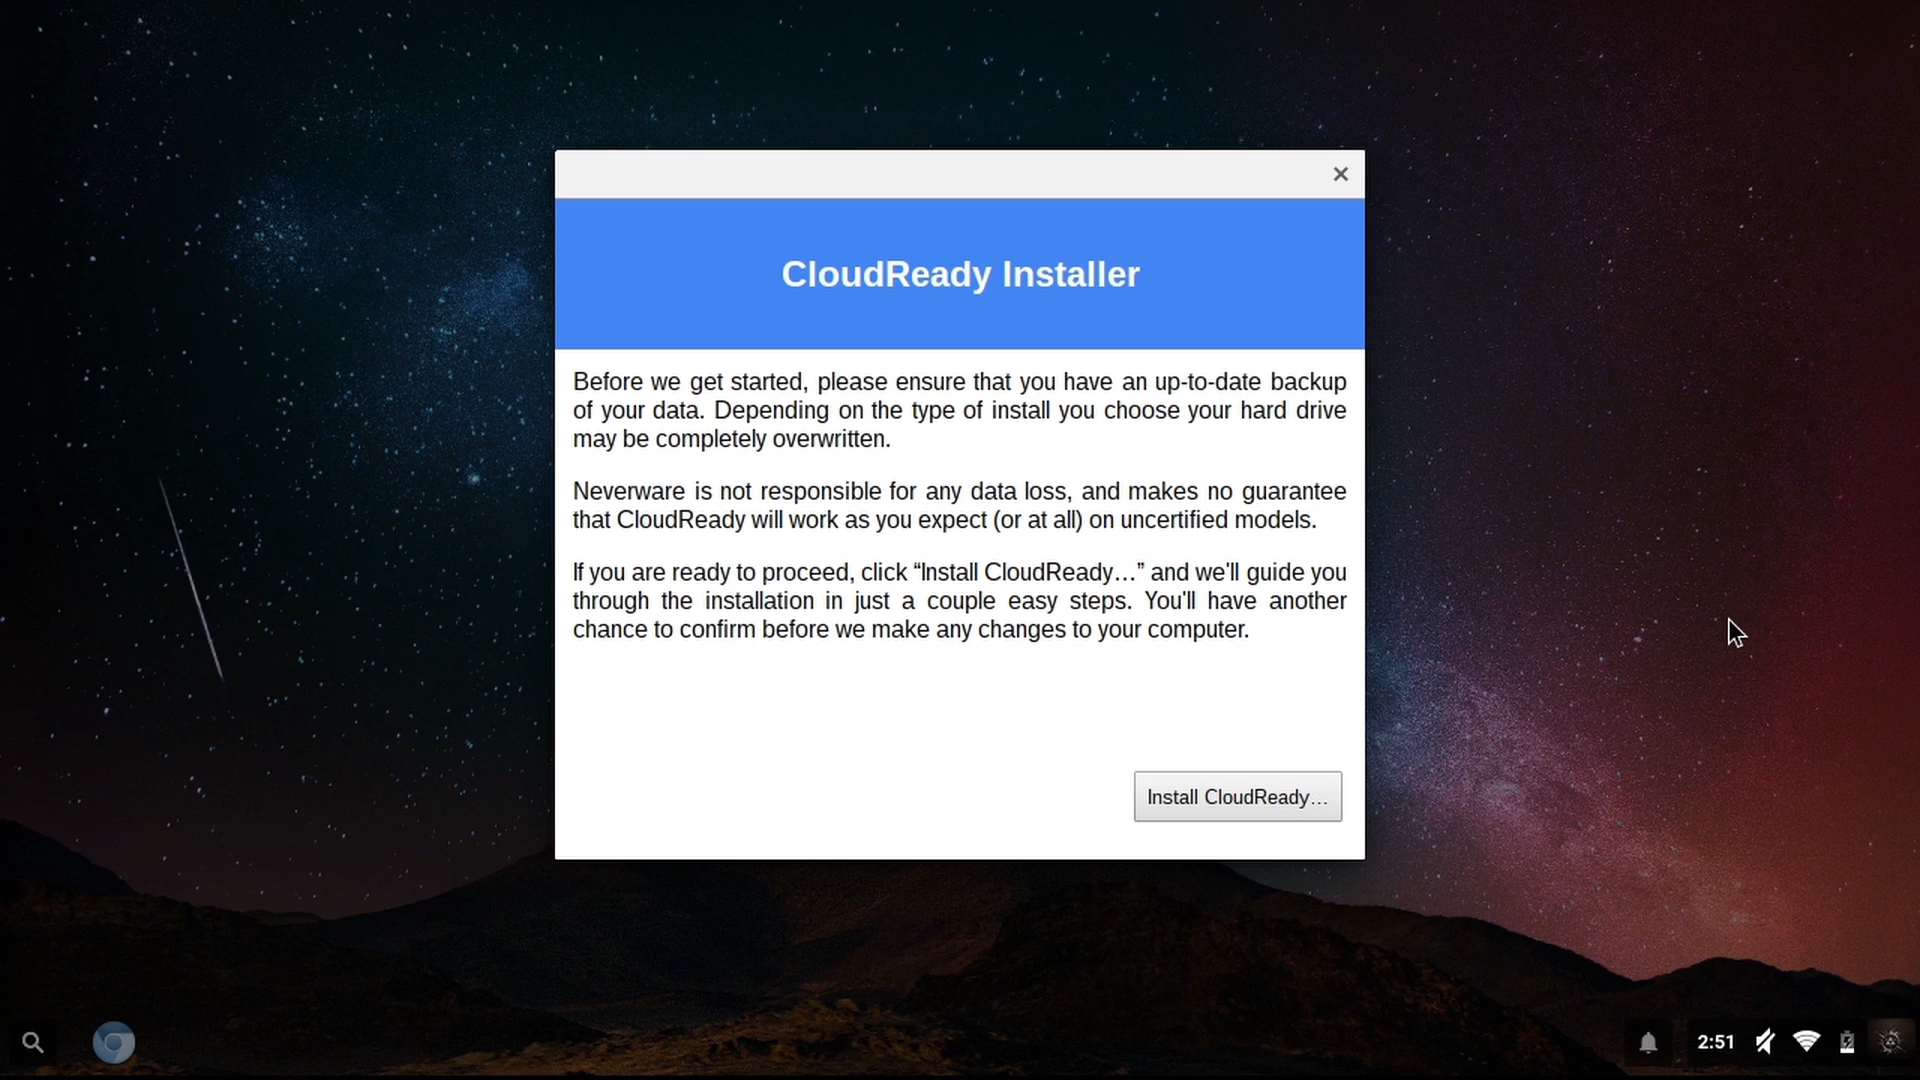 CloudReady Installer
Before we get started, please ensure that you have an up-to-date backup
of your data. Depending on the type of install you choose your hard drive
may be completely overwritten.
Neverware is not responsible for any data loss, and makes no guarantee
that CloudReady will work as you expect (or at all) on uncertified models.
If you are ready to proceed, click “Install CloudReady…” and we'll guide you
through the installation in just a couple easy steps. You'll have another
chance to confirm before we make any changes to your computer.
Install CloudReady…
2:51